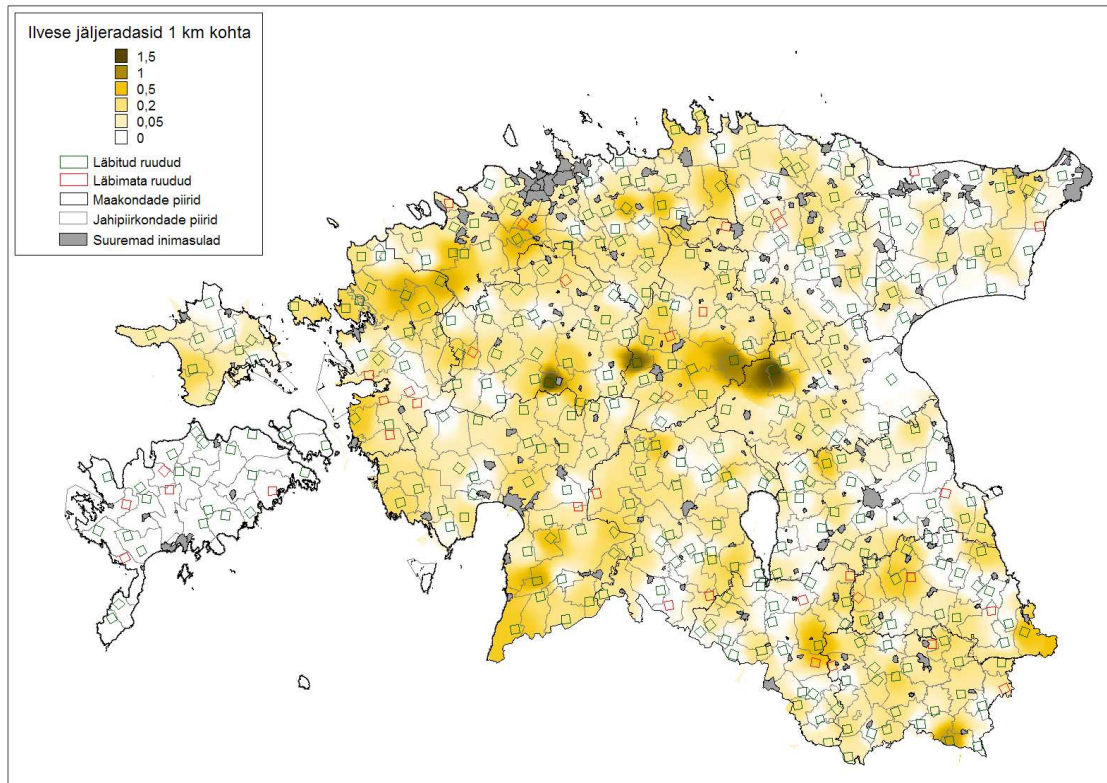 Ilvese jäljeradasid 1 km kohta
1,5
1
0,5
0,2
0,05
0
Läbitud ruudud
Läbimata ruudud
Maakondade piirid
Jahipiirkondade piirid
Suuremad inimasulad